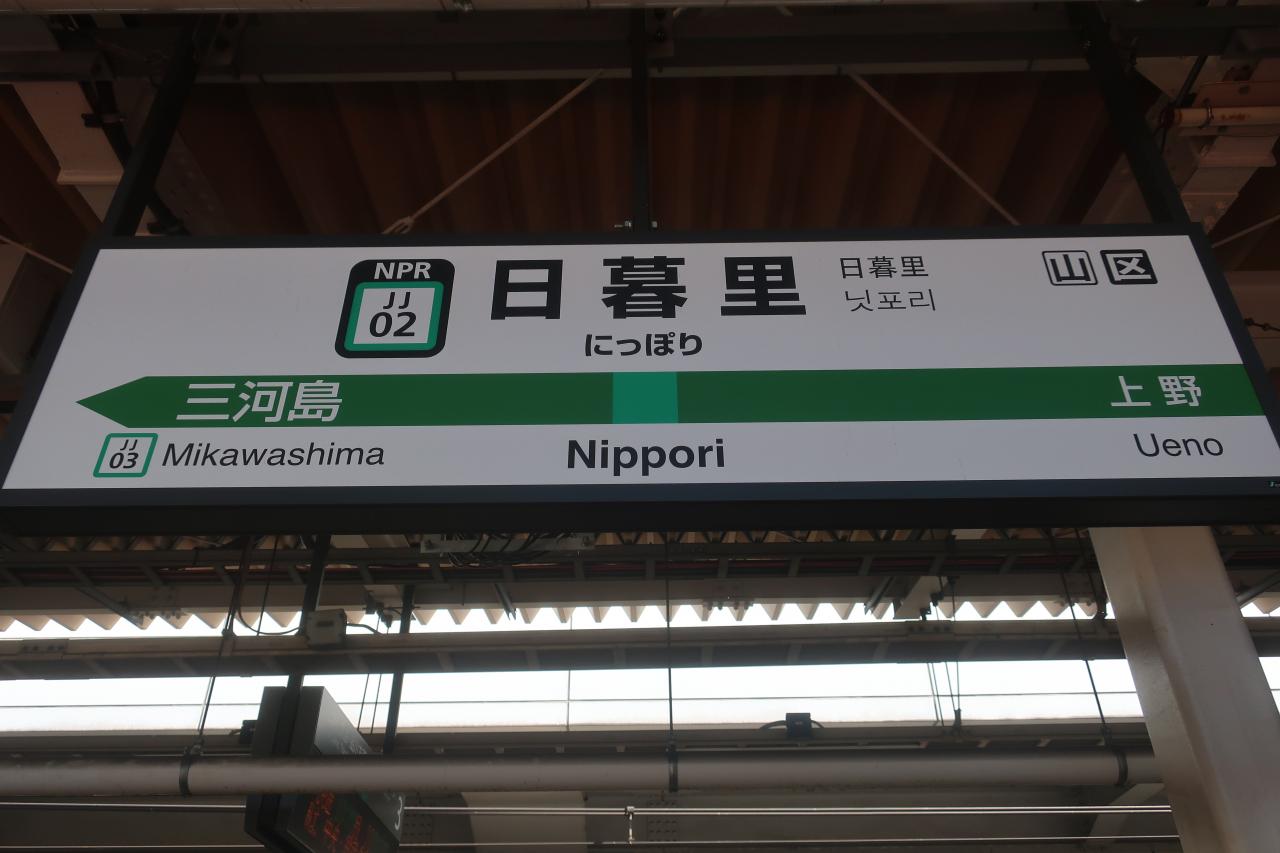 NPR
JJ
02
日暮里
にっぽり
日暮里
닛포리
山 区
三河島
上野
JJ
03
Mikawashima
Nippori
Ueno